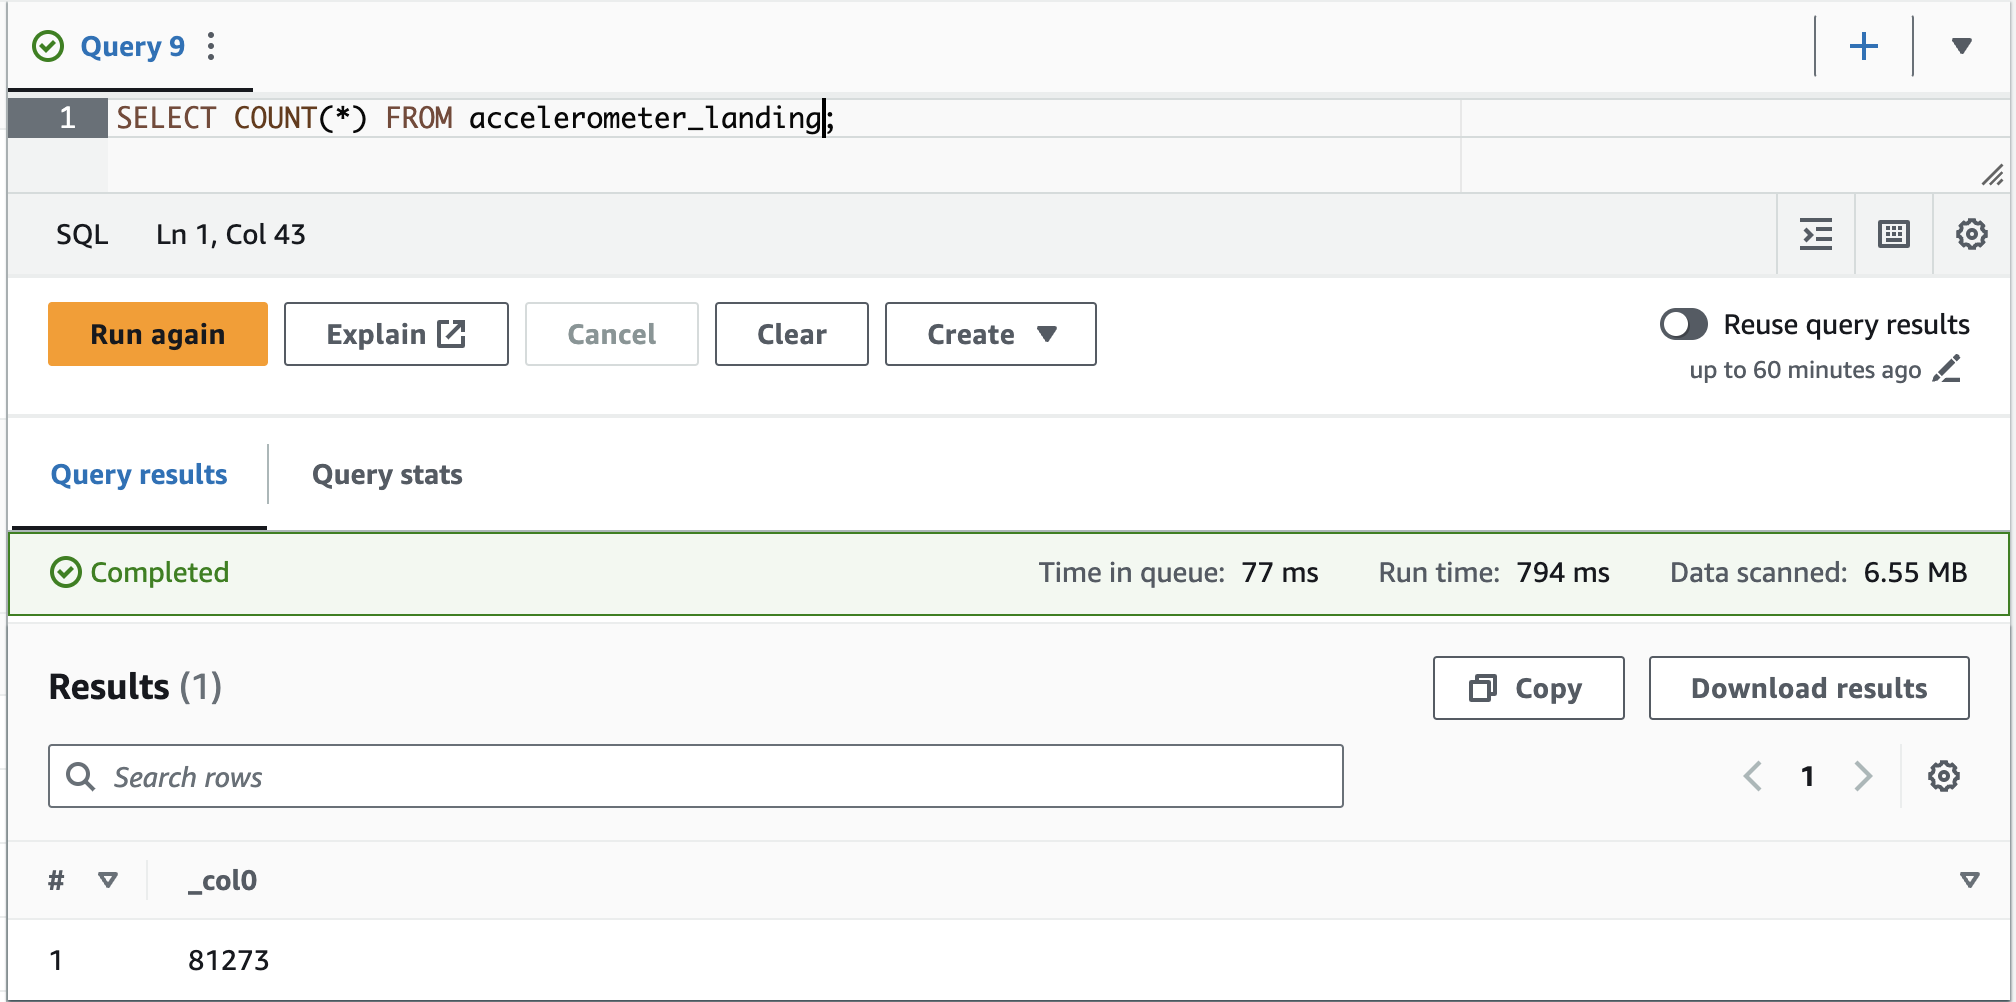 Query 9
1 SELECT COUNT(*) FROM accelerometer_landing;
SQL Ln 1, Col 43
Run again Explain Cancel Clear Create Reuse query results
up to 60 minutes ago
Query results Query stats
Completed Time in queue: 77 ms Run time: 794 ms Data scanned: 6.55 MB
Results (1) Copy Download results
Search rows 1
# _col0
1 81273